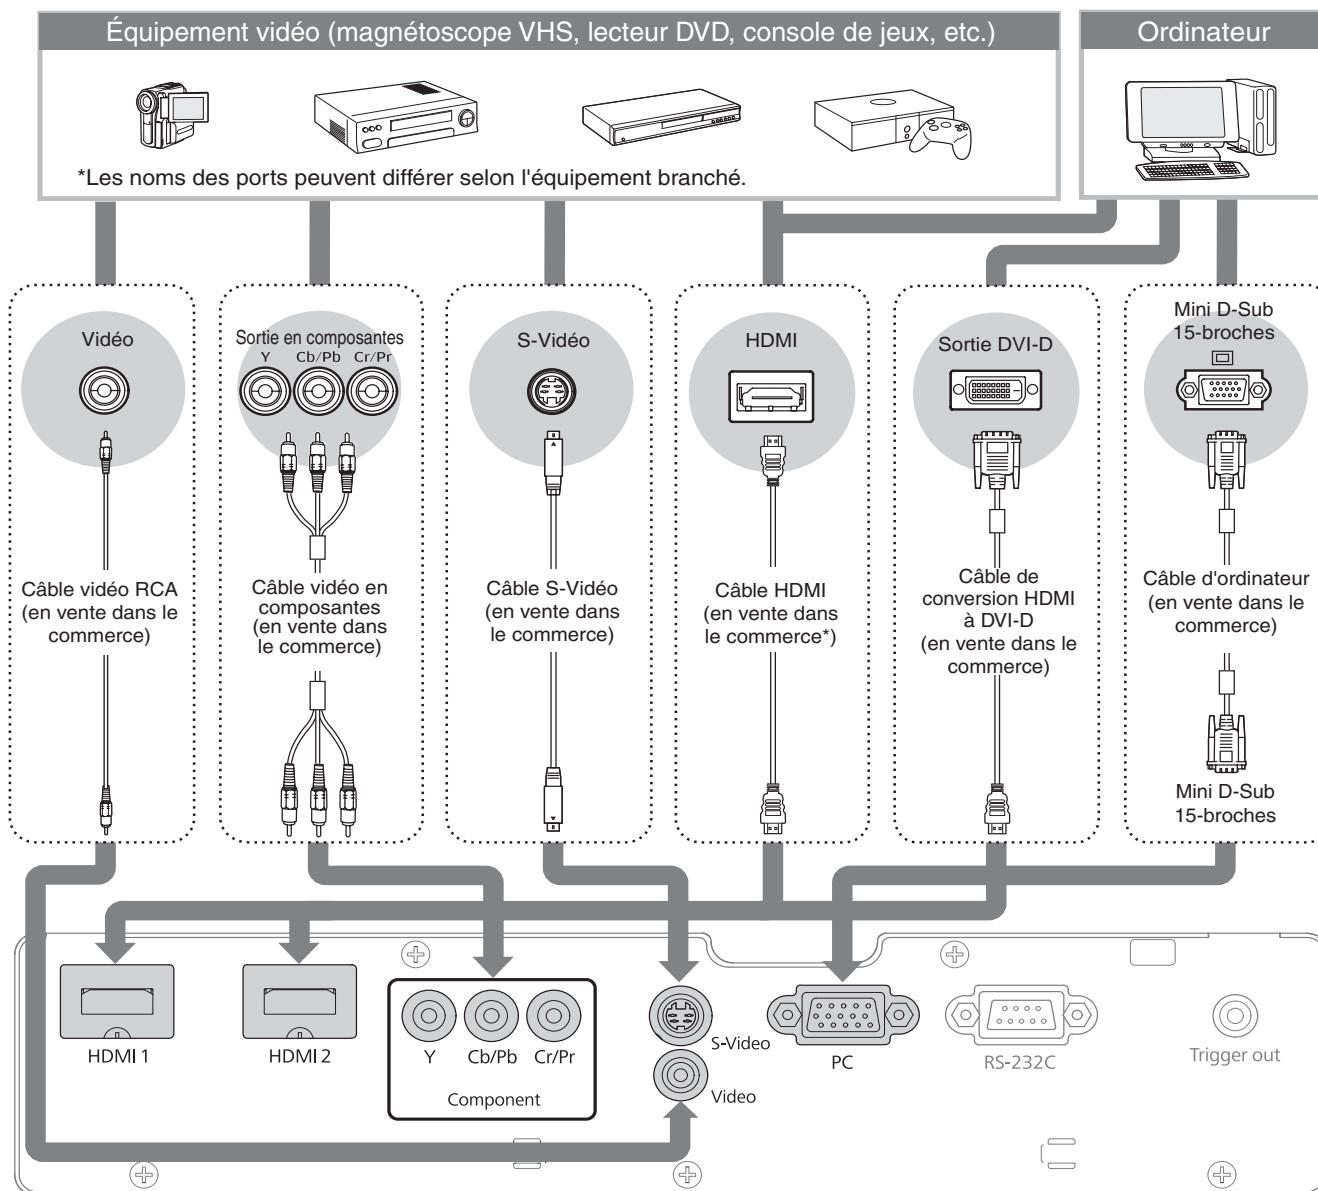 Équipement vidéo (magnétoscope VHS, lecteur DVD, console de jeux, etc.)
Ordinateur
*Les noms des ports peuvent différer selon l'équipement branché.
Vidéo
Sortie en composantes
Y Cb/Pb Cr/Pr
S-Vidéo
HDMI
Sortie DVI-D
Mini D-Sub
15-broches
Câble vidéo RCA
(en vente dans le
commerce)
Câble vidéo en
composantes
(en vente dans
le commerce)
Câble S-Vidéo
(en vente dans
le commerce)
Câble HDMI
(en vente dans
le commerce*)
Câble de
conversion HDMI
à DVI-D
(en vente dans le
commerce)
Câble d'ordinateur
(en vente dans le
commerce)
Mini D-Sub
15-broches
HDMI 1
HDMI 2
Y Cb/Pb Cr/Pr
Component
S-Video
Video
PC
RS-232C
Trigger out